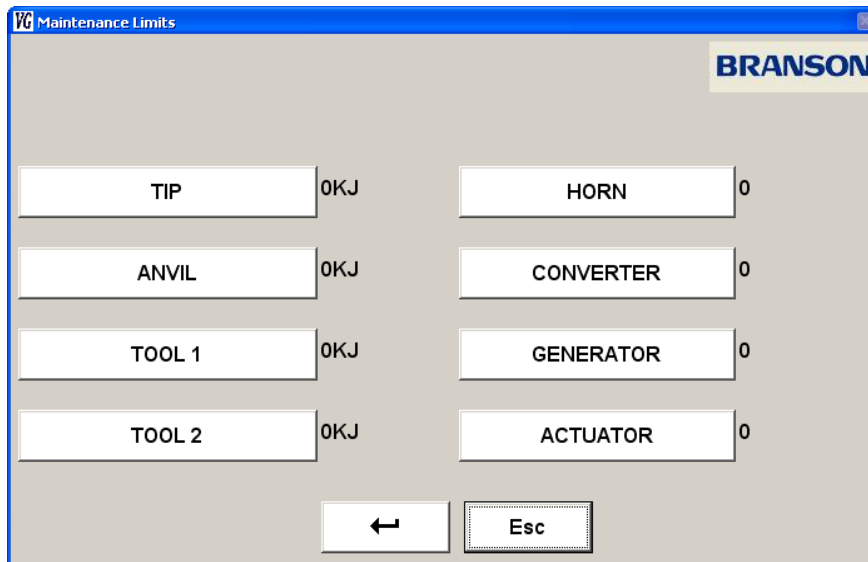 VG Maintenance Limits
BRANSON
TIP 0KJ HORN 0
ANVIL 0KJ CONVERTER 0
TOOL 1 0KJ GENERATOR 0
TOOL 2 0KJ ACTUATOR 0
Esc